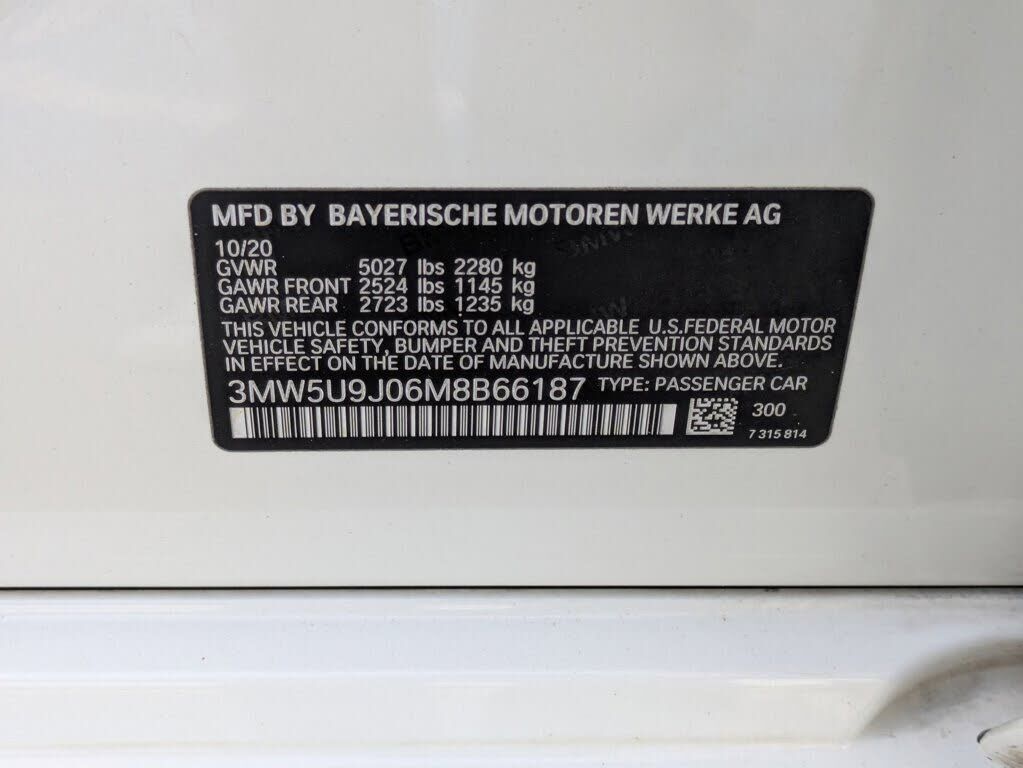 MFD BY BAYERISCHE MOTOREN WERKE AG
10/20
GVWR 5027 lbs 2280 kg
GAWR FRONT 2524 lbs 1145 kg
GAWR REAR 2723 lbs 1235 kg
THIS VEHICLE CONFORMS TO ALL APPLICABLE U.S.FEDERAL MOTOR
VEHICLE SAFETY, BUMPER AND THEFT PREVENTION STANDARDS
IN EFFECT ON THE DATE OF MANUFACTURE SHOWN ABOVE.
3MW5U9J06M8B66187 TYPE: PASSENGER CAR
300
7 315 814